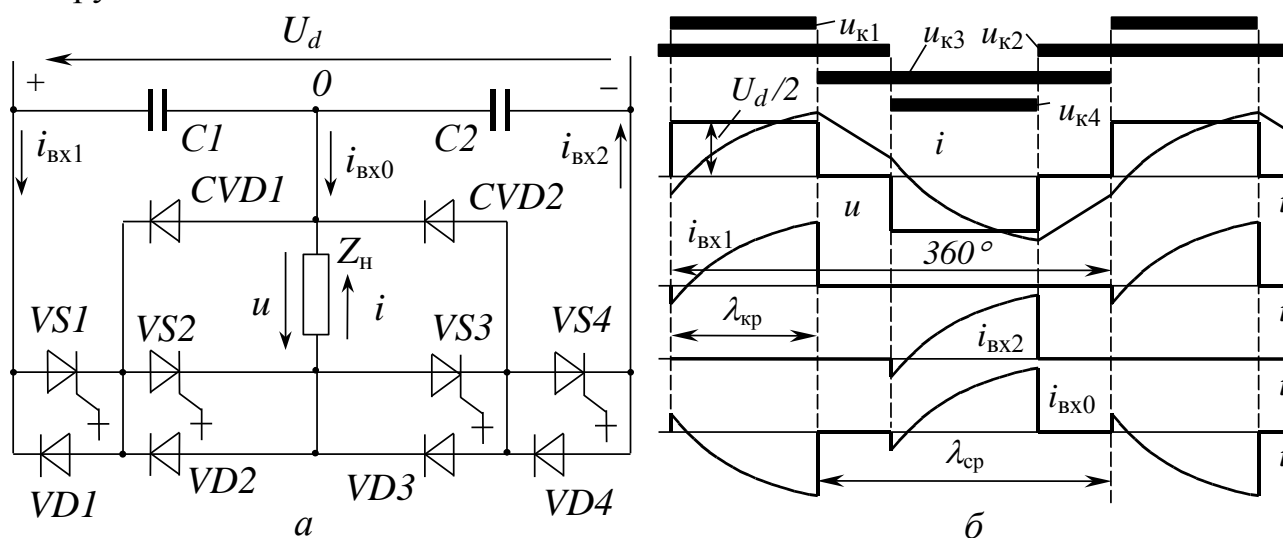 U_d
+
0
−
C1
C2
i_вх1
i_вх0
i_вх2
CVD1
CVD2
Z_н
u
i
VS1
VS2
VS3
VS4
VD1
VD2
VD3
VD4
а
u_к1
u_к3
u_к2
U_d/2
u_к4
i
u
i_вх1
360°
λ_кр
i_вх2
i_вх0
λ_ср
б